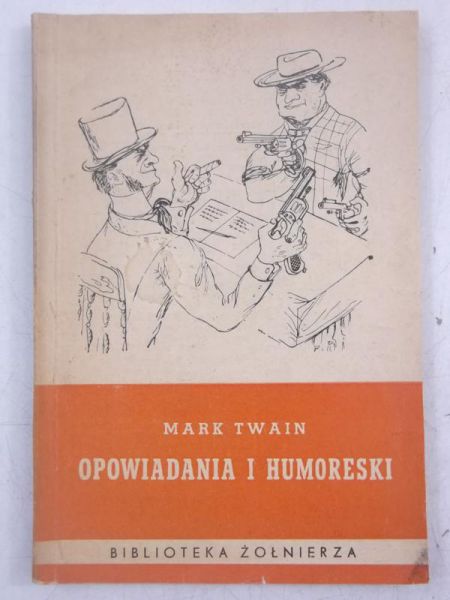 MARK TWAIN
OPOWIADANIA I HUMORESKI
BIBLIOTEKA ŻOŁNIERZA